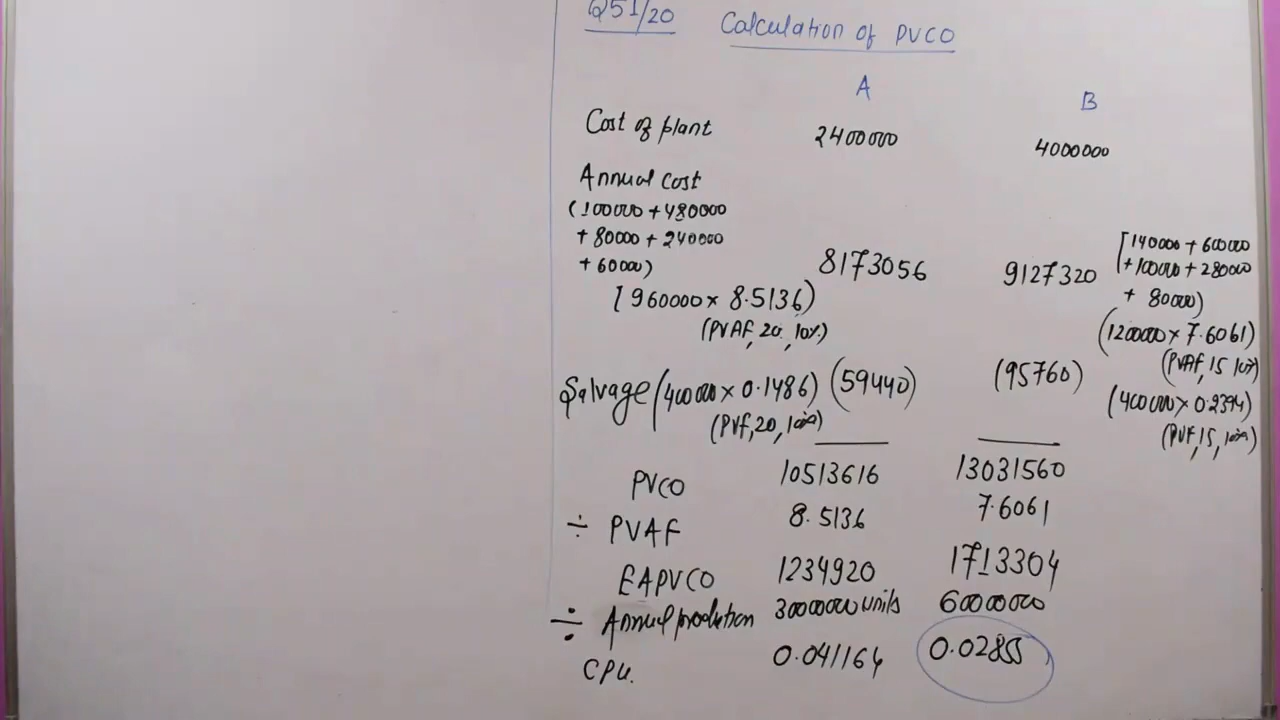 Q51/20 Calculation of PVCO
A B
Cost of plant 2400000 4000000
Annual cost
(100000 + 480000
+ 80000 + 240000
+ 60000) 8173056 9127320 [140000 + 600000
+ 100000 + 280000
+ 80000)
[960000 x 8.5136) (1200000 x 7.6061)
(PVAF, 20, 10%) (PVAF, 15 10%)
Salvage (400000 x 0.1486) (59440) (95760) (400000 x 0.2394)
(PVF, 20, 10%) (PVF, 15, 10%)
PVCO 10513616 13031560
÷ PVAF 8.5136 7.6061
EAPVCO 1234920 1713304
÷ Annual production 30000000 units 60000000
CPU. 0.041164 0.02855